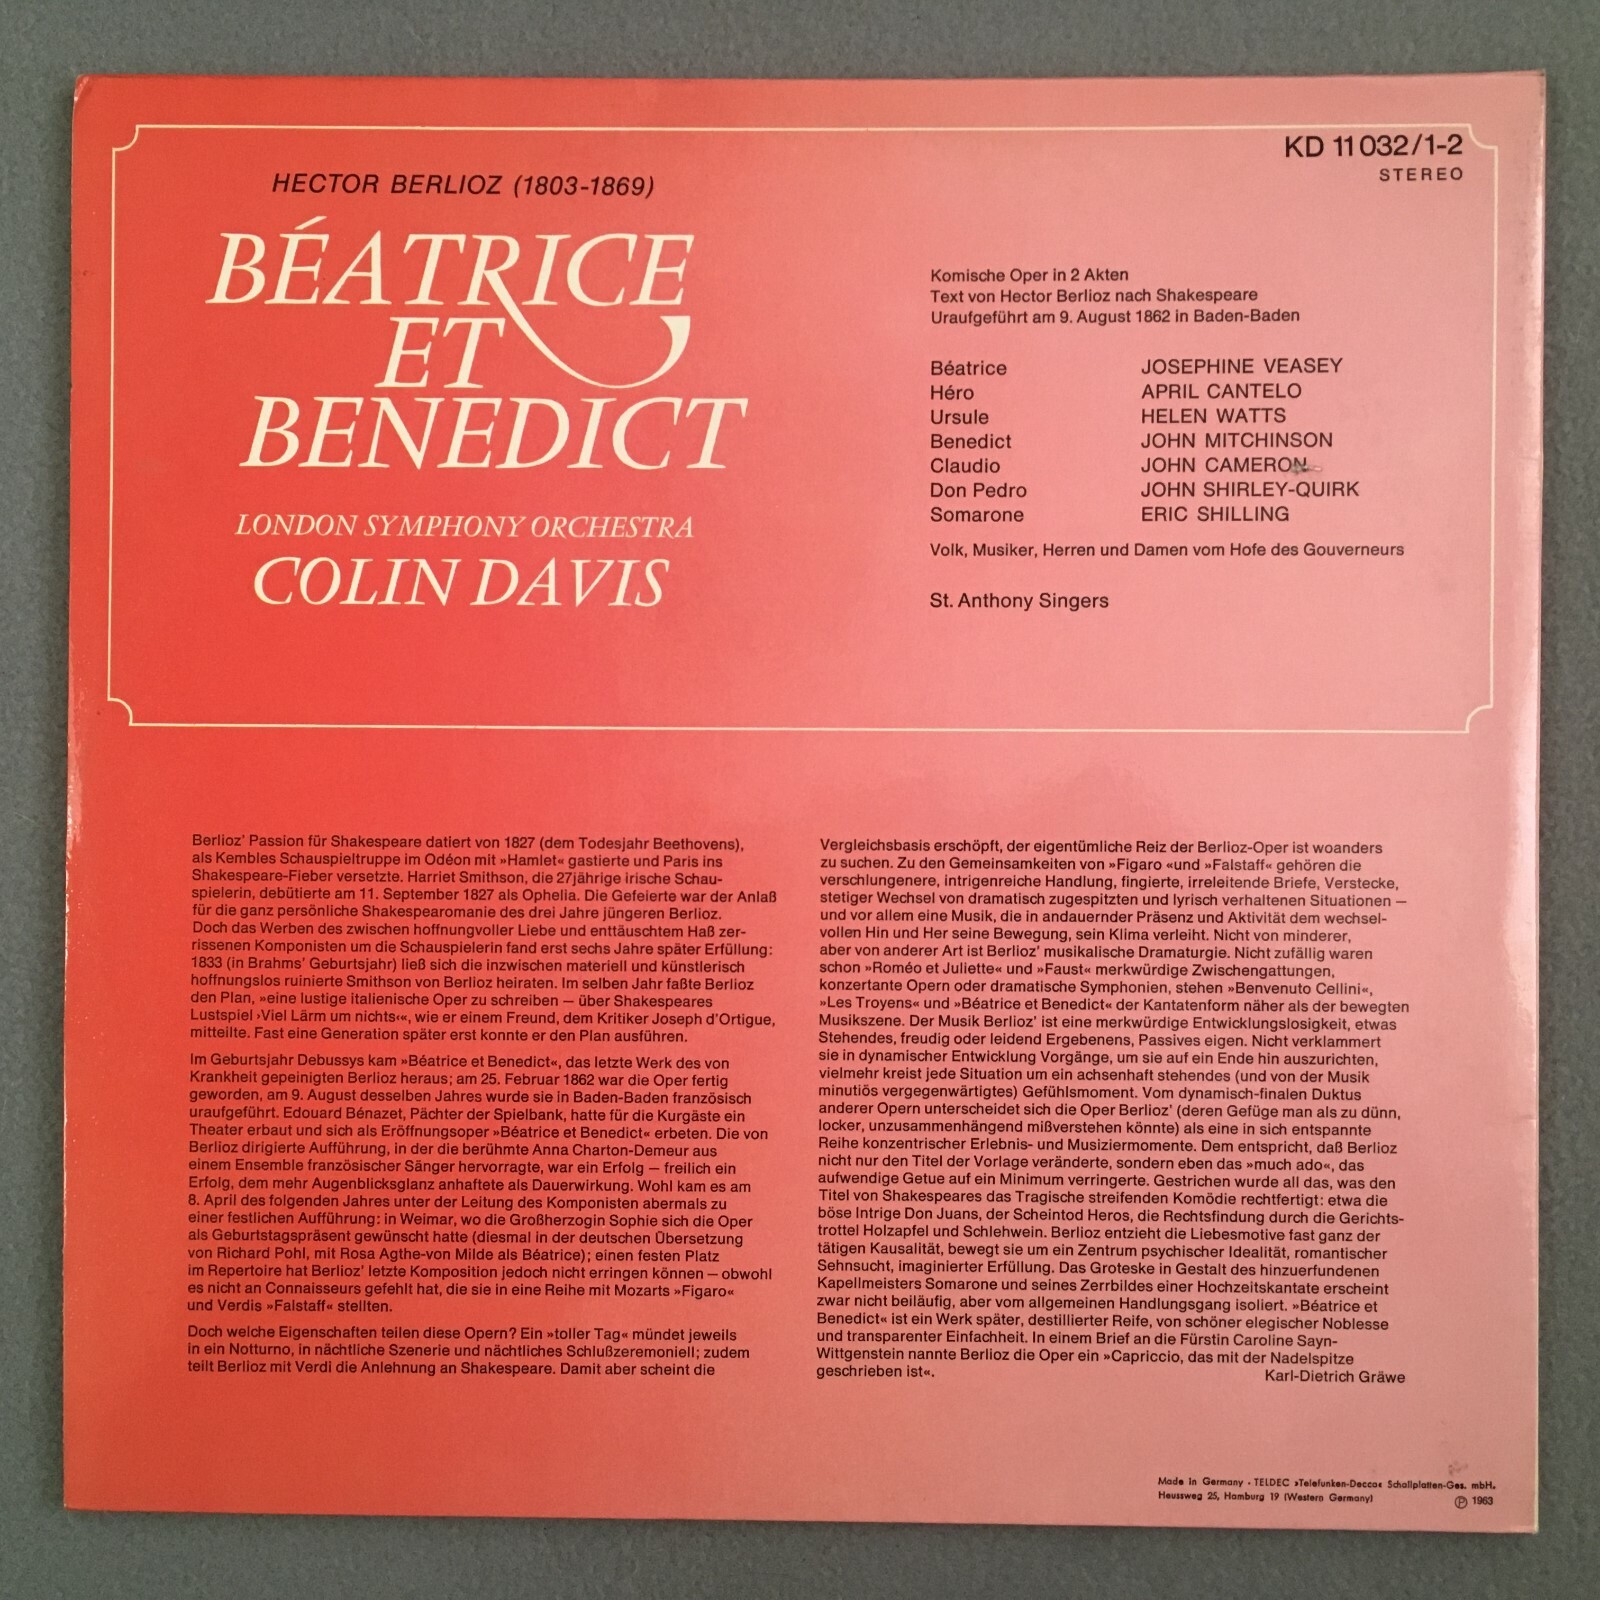 KD 11032/1-2
STEREO
HECTOR BERLIOZ (1803-1869)
BÉATRICE
ET
BENEDICT
LONDON SYMPHONY ORCHESTRA
COLIN DAVIS
Komische Oper in 2 Akten
Text von Hector Berlioz nach Shakespeare
Uraufgeführt am 9. August 1862 in Baden-Baden
Béatrice JOSEPHINE VEASEY
Héro APRIL CANTELO
Ursule HELEN WATTS
Benedict JOHN MITCHINSON
Claudio JOHN CAMERON
Don Pedro JOHN SHIRLEY-QUIRK
Somarone ERIC SHILLING
Volk, Musiker, Herren und Damen vom Hofe des Gouverneurs
St. Anthony Singers
Berlioz' Passion für Shakespeare datiert von 1827 (dem Todesjahr Beethovens),
als Kembles Schauspieltruppe im Odéon mit »Hamlet« gastierte und Paris ins
Shakespeare-Fieber versetzte. Harriet Smithson, die 27jährige irische Schau-
spielerin, debütierte am 11. September 1827 als Ophelia. Die Gefeierte war der Anlaß
für die ganz persönliche Shakespearomanie des drei Jahre jüngeren Berlioz.
Doch das Werben des zwischen hoffnungvoller Liebe und enttäuschtem Haß zer-
rissenen Komponisten um die Schauspielerin fand erst sechs Jahre später Erfüllung:
1833 (in Brahms' Geburtsjahr) ließ sich die inzwischen materiell und künstlerisch
hoffnungslos ruinierte Smithson von Berlioz heiraten. Im selben Jahr faßte Berlioz
den Plan, »eine lustige italienische Oper zu schreiben — über Shakespeares
Lustspiel ›Viel Lärm um nichts‹«, wie er einem Freund, dem Kritiker Joseph d'Ortigue,
mitteilte. Fast eine Generation später erst konnte er den Plan ausführen.
Im Geburtsjahr Debussys kam »Béatrice et Benedict«, das letzte Werk des von
Krankheit gepeinigten Berlioz heraus; am 25. Februar 1862 war die Oper fertig
geworden, am 9. August desselben Jahres wurde sie in Baden-Baden französisch
uraufgeführt. Edouard Bénazet, Pächter der Spielbank, hatte für die Kurgäste ein
Theater erbaut und sich als Eröffnungsoper »Béatrice et Benedict« erbeten. Die von
Berlioz dirigierte Aufführung, in der die berühmte Anna Charton-Demeur aus
einem Ensemble französischer Sänger hervorragte, war ein Erfolg — freilich ein
Erfolg, dem mehr Augenblicksglanz anhaftete als Dauerwirkung. Wohl kam es am
8. April des folgenden Jahres unter der Leitung des Komponisten abermals zu
einer festlichen Aufführung: in Weimar, wo die Großherzogin Sophie sich die Oper
als Geburtstagspräsent gewünscht hatte (diesmal in der deutschen Übersetzung
von Richard Pohl, mit Rosa Agthe-von Milde als Béatrice); einen festen Platz
im Repertoire hat Berlioz' letzte Komposition jedoch nicht erringen können — obwohl
es nicht an Connaisseurs gefehlt hat, die sie in eine Reihe mit Mozarts »Figaro«
und Verdis »Falstaff« stellten.
Doch welche Eigenschaften teilen diese Opern? Ein »toller Tag« mündet jeweils
in ein Notturno, in nächtliche Szenerie und nächtliches Schlußzeremoniell; zudem
teilt Berlioz mit Verdi die Anlehnung an Shakespeare. Damit aber scheint die
Vergleichsbasis erschöpft, der eigentümliche Reiz der Berlioz-Oper ist woanders
zu suchen. Zu den Gemeinsamkeiten von »Figaro «und »Falstaff« gehören die
verschlungenere, intrigenreiche Handlung, fingierte, irreleitende Briefe, Verstecke,
stetiger Wechsel von dramatisch zugespitzten und lyrisch verhaltenen Situationen —
und vor allem eine Musik, die in andauernder Präsenz und Aktivität dem wechsel-
vollen Hin und Her seine Bewegung, sein Klima verleiht. Nicht von minderer,
aber von anderer Art ist Berlioz' musikalische Dramaturgie. Nicht zufällig waren
schon »Roméo et Juliette« und »Faust« merkwürdige Zwischengattungen,
konzertante Opern oder dramatische Symphonien, stehen »Benvenuto Cellini«,
»Les Troyens« und »Béatrice et Benedict« der Kantatenform näher als der bewegten
Musikszene. Der Musik Berlioz' ist eine merkwürdige Entwicklungslosigkeit, etwas
Stehendes, freudig oder leidend Ergebenens, Passives eigen. Nicht verklammert
sie in dynamischer Entwicklung Vorgänge, um sie auf ein Ende hin auszurichten,
vielmehr kreist jede Situation um ein achsenhaft stehendes (und von der Musik
minutiös vergegenwärtigtes) Gefühlsmoment. Vom dynamisch-finalen Duktus
anderer Opern unterscheidet sich die Oper Berlioz' (deren Gefüge man als zu dünn,
locker, unzusammenhängend mißverstehen könnte) als eine in sich entspannte
Reihe konzentrischer Erlebnis- und Musiziermomente. Dem entspricht, daß Berlioz
nicht nur den Titel der Vorlage veränderte, sondern eben das »much ado«, das
aufwendige Getue auf ein Minimum verringerte. Gestrichen wurde all das, was den
Titel von Shakespeares das Tragische streifenden Komödie rechtfertigt: etwa die
böse Intrige Don Juans, der Scheintod Heros, die Rechtsfindung durch die Gerichts-
trottel Holzapfel und Schlehwein. Berlioz entzieht die Liebesmotive fast ganz der
tätigen Kausalität, bewegt sie um ein Zentrum psychischer Idealität, romantischer
Sehnsucht, imaginierter Erfüllung. Das Groteske in Gestalt des hinzuerfundenen
Kapellmeisters Somarone und seines Zerrbildes einer Hochzeitskantate erscheint
zwar nicht beiläufig, aber vom allgemeinen Handlungsgang isoliert. »Béatrice et
Benedict« ist ein Werk später, destillierter Reife, von schöner elegischer Noblesse
und transparenter Einfachheit. In einem Brief an die Fürstin Caroline Sayn-
Wittgenstein nannte Berlioz die Oper ein »Capriccio, das mit der Nadelspitze
geschrieben ist«.
Karl-Dietrich Gräwe
Made in Germany · TELDEC »Telefunken-Decca« Schallplatten-Ges. mbH.
Heussweg 25, Hamburg 19 (Western Germany)
Ⓟ 1963